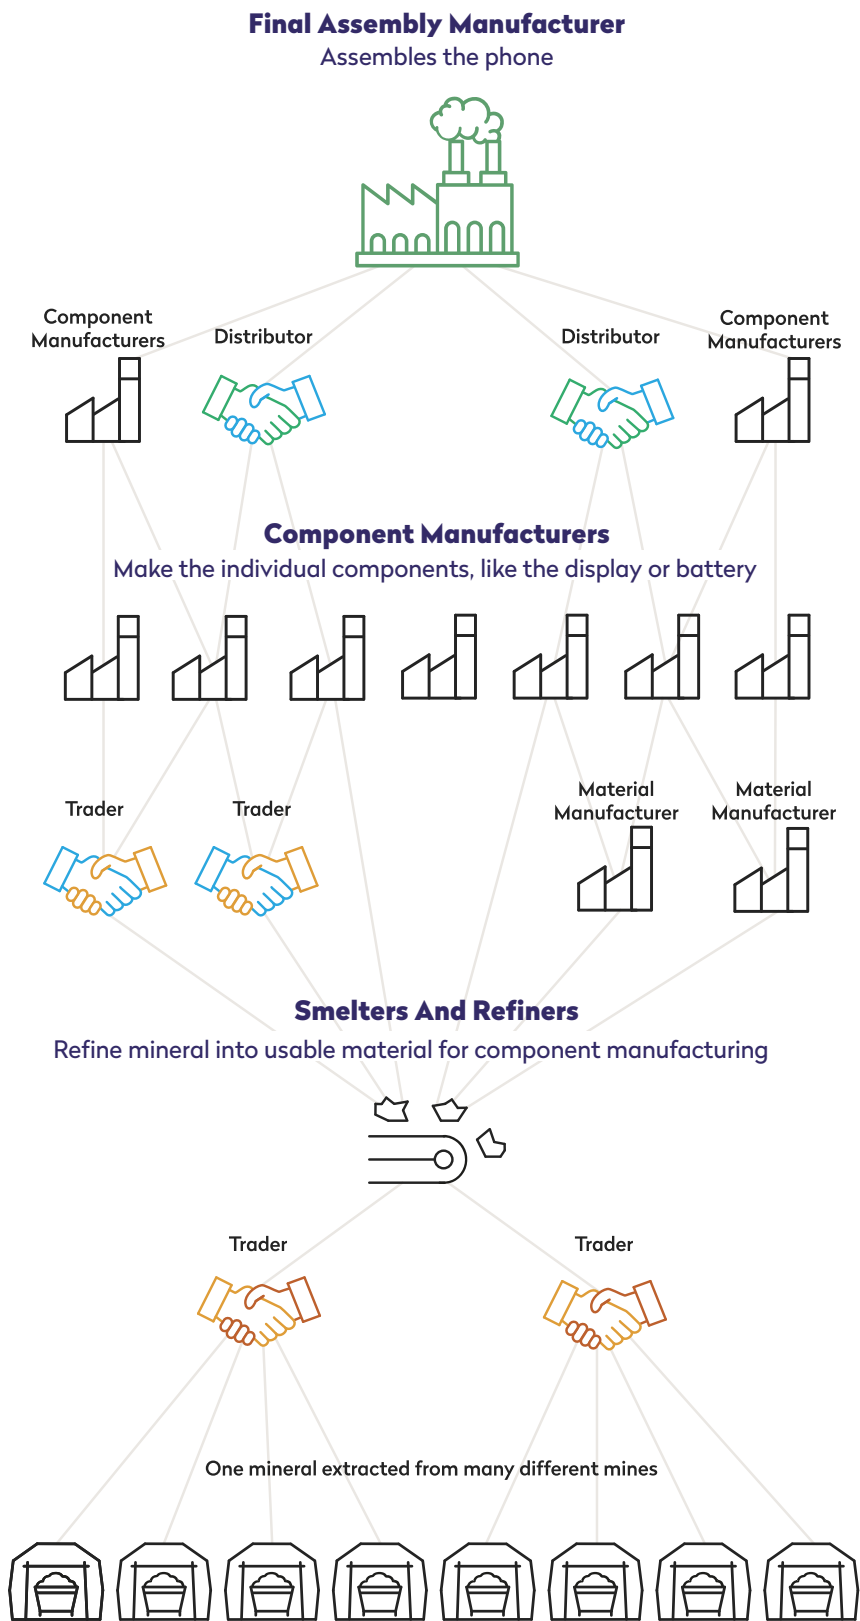 Final Assembly Manufacturer
Assembles the phone
Component
Manufacturers
Distributor
Distributor
Component
Manufacturers
Component Manufacturers
Make the individual components, like the display or battery
Trader
Trader
Material
Manufacturer
Material
Manufacturer
Smelters And Refiners
Refine mineral into usable material for component manufacturing
Trader
Trader
One mineral extracted from many different mines